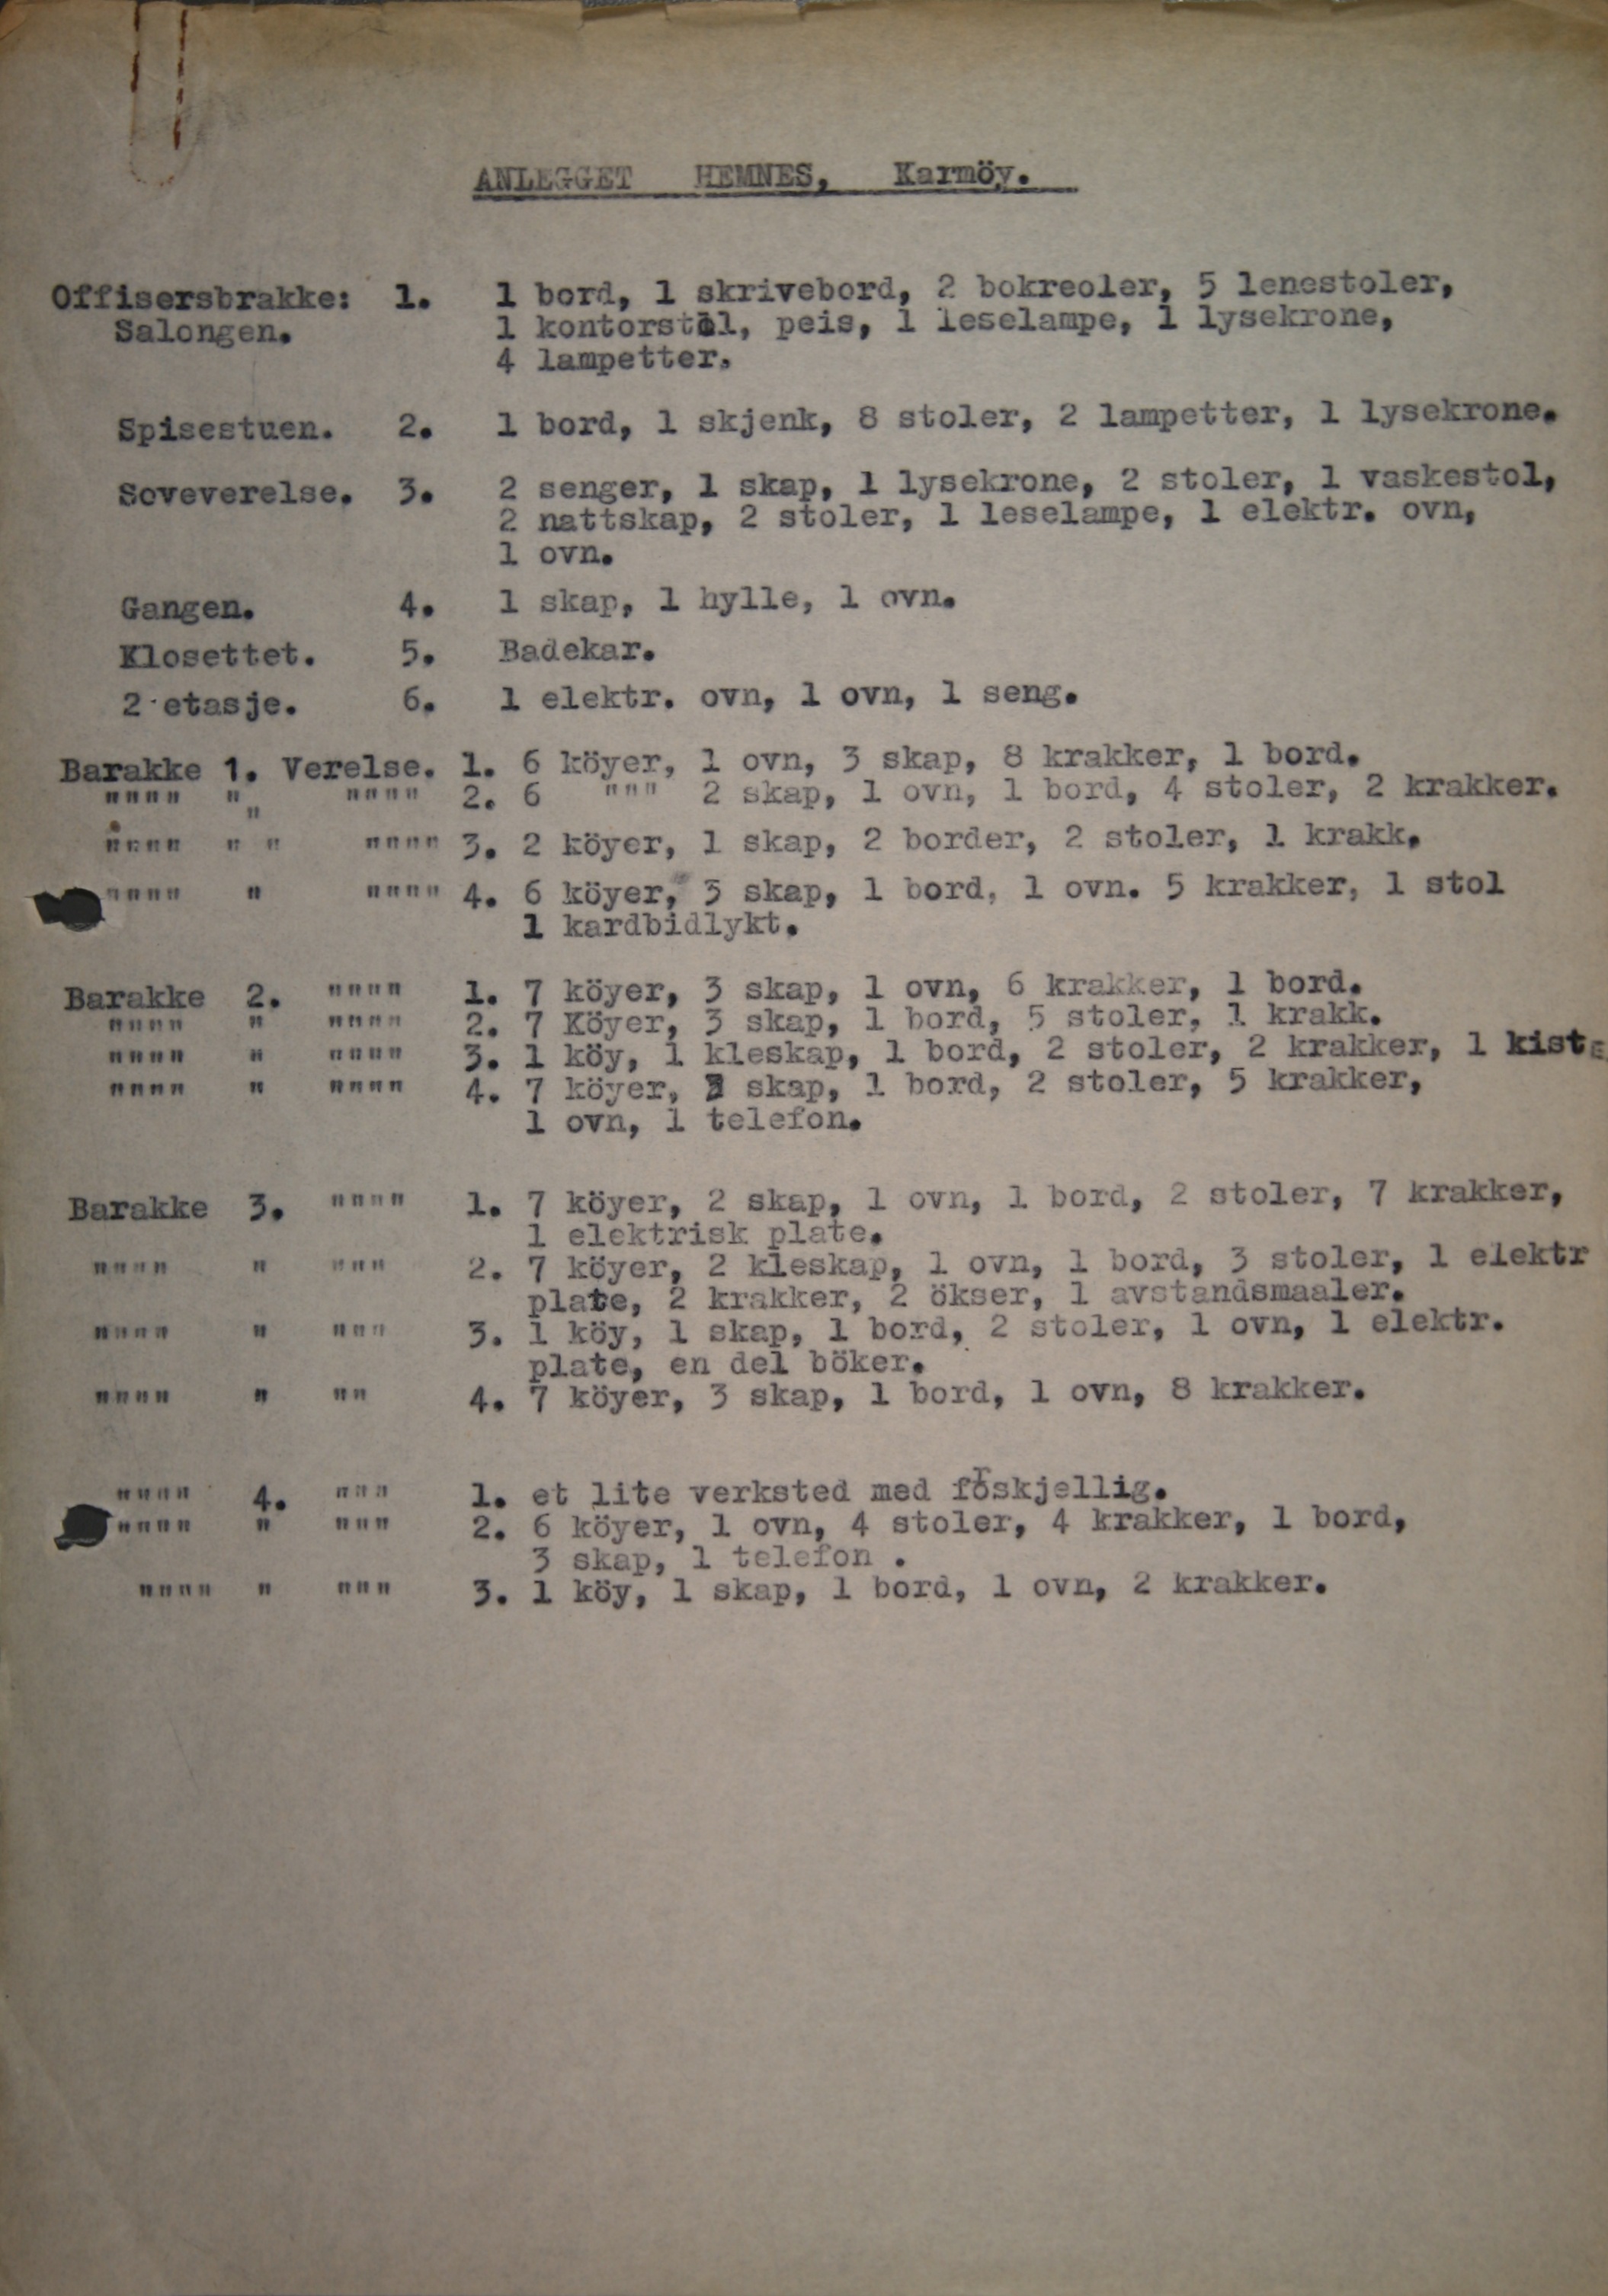 ANLEGGET HEMNES, Karmöy.
Offisersbrakke: 1. 1 bord, 1 skrivebord, 2 bokreoler, 5 lenestoler,
Salongen. 1 kontorstol, peis, 1 leselampe, 1 lysekrone,
4 lampetter.
Spisestuen. 2. 1 bord, 1 skjenk, 8 stoler, 2 lampetter, 1 lysekrone.
Soveverelse. 3. 2 senger, 1 skap, 1 lysekrone, 2 stoler, 1 vaskestol,
2 nattskap, 2 stoler, 1 leselampe, 1 elektr. ovn,
1 ovn.
Gangen. 4. 1 skap, 1 hylle, 1 ovn.
Klosettet. 5. Badekar.
2 etasje. 6. 1 elektr. ovn, 1 ovn, 1 seng.
Barakke 1. Verelse. 1. 6 köyer, 1 ovn, 3 skap, 8 krakker, 1 bord.
"""" " " """" 2. 6 """ 2 skap, 1 ovn, 1 bord, 4 stoler, 2 krakker.
"""" " " """" 3. 2 köyer, 1 skap, 2 border, 2 stoler, 1 krakk.
"""" " """" 4. 6 köyer, 3 skap, 1 bord, 1 ovn. 5 krakker, 1 stol
1 kardbidlykt.
Barakke 2. """" 1. 7 köyer, 3 skap, 1 ovn, 6 krakker, 1 bord.
"""" " """" 2. 7 Köyer, 3 skap, 1 bord, 5 stoler, 1 krakk.
"""" " """" 3. 1 köy, 1 kleskap, 1 bord, 2 stoler, 2 krakker, 1 kiste
"""" " """" 4. 7 köyer, skap, 1 bord, 2 stoler, 5 krakker,
1 ovn, 1 telefon.
Barakke 3. """" 1. 7 köyer, 2 skap, 1 ovn, 1 bord, 2 stoler, 7 krakker,
1 elektrisk plate.
"""" " """ 2. 7 köyer, 2 kleskap, 1 ovn, 1 bord, 3 stoler, 1 elektr
plate, 2 krakker, 2 ökser, 1 avstandsmaaler.
"""" " """ 3. 1 köy, 1 skap, 1 bord, 2 stoler, 1 ovn, 1 elektr.
plate, en del böker.
"""" " "" 4. 7 köyer, 3 skap, 1 bord, 1 ovn, 8 krakker.
"""" 4. """ 1. et lite verksted med förskjellig.
"""" " """ 2. 6 köyer, 1 ovn, 4 stoler, 4 krakker, 1 bord,
3 skap, 1 telefon .
"""" " """ 3. 1 köy, 1 skap, 1 bord, 1 ovn, 2 krakker.